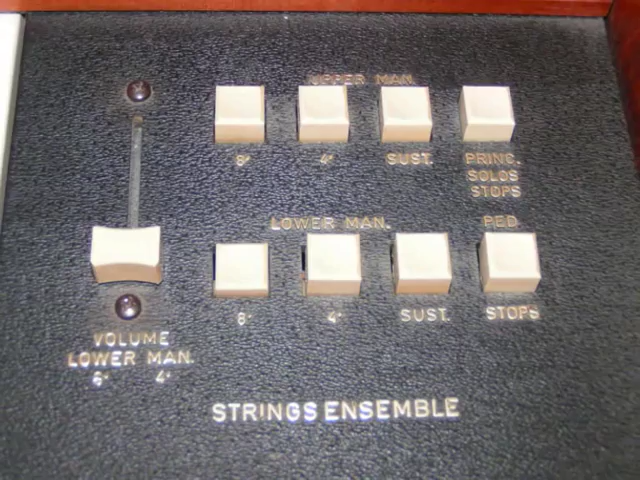 UPPER MAN.
8' 4' SUST. PRINC.
SOLOS
STOPS
LOWER MAN. PED.
8' 4' SUST. STOPS
VOLUME
LOWER MAN.
8' 4'
STRINGS ENSEMBLE